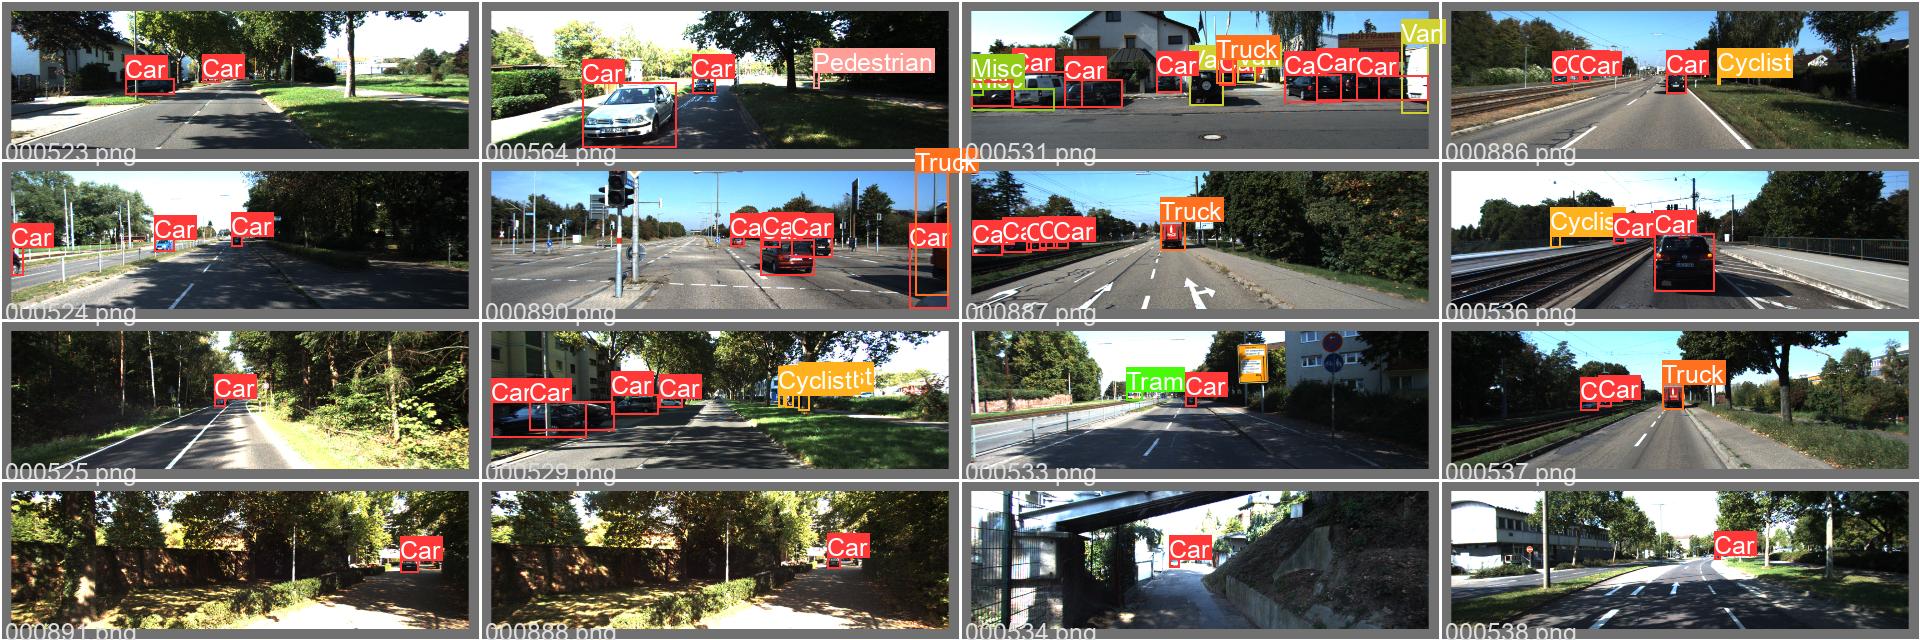 Car Car
000523.png
Car Car Pedestrian
000564.png
Misc Car Car Car Truck Car Car Van
000531.png
Car Car Cyclist
000886.png
Car Car Car
000524.png
Car Truck
000890.png
Car Truck
000887.png
Car Car
000536.png
Car
000525.png
Car Car Car Car Cyclist
000529.png
Tram Car
000533.png
Car Truck
000537.png
Car
000891.png
Car
000888.png
Car
000534.png
Car
000538.png